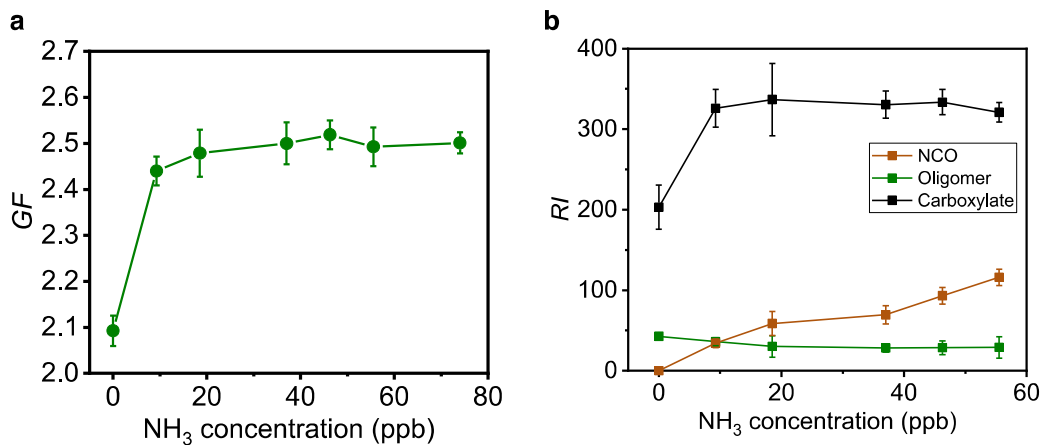 a
2.7
2.6
2.5
2.4
2.3
2.2
2.1
2.0
GF
0 20 40 60 80
NH₃ concentration (ppb)
b
400
300
200
100
0
RI
NCO
Oligomer
Carboxylate
0 20 40 60
NH₃ concentration (ppb)